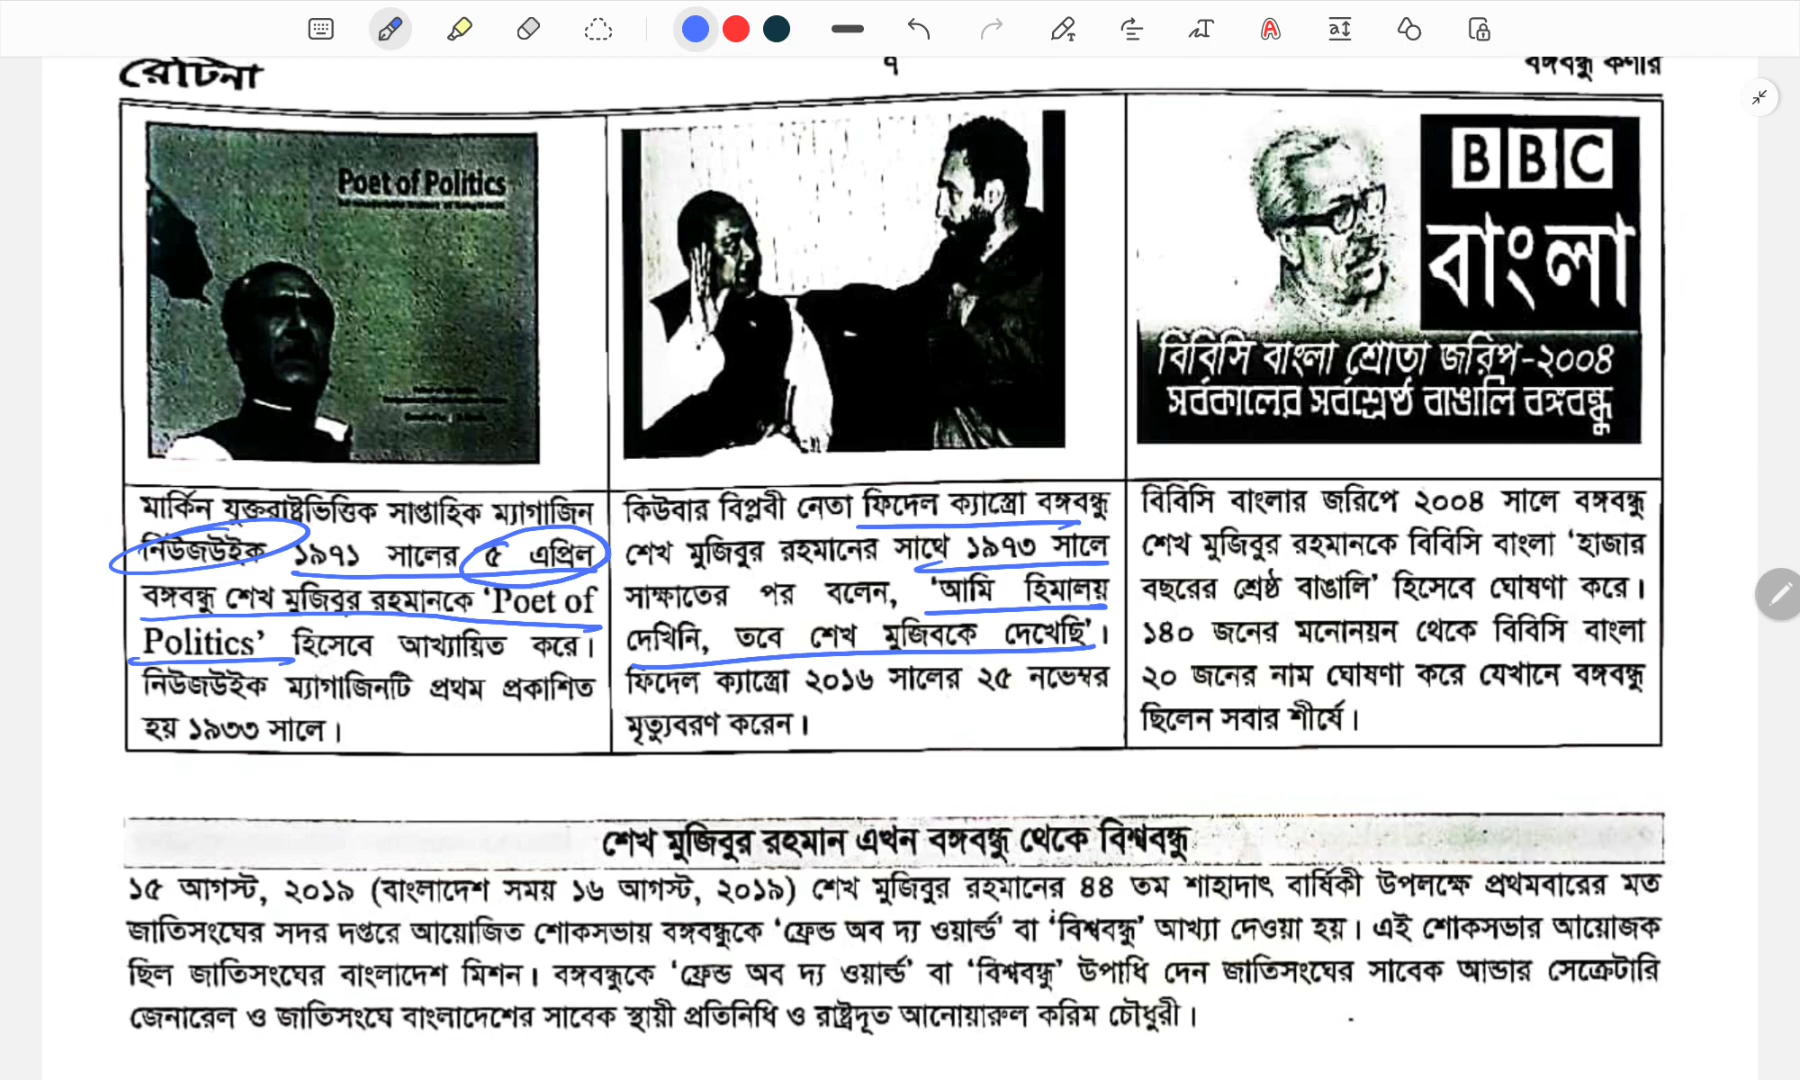 রেটিনা
৭
Poet of Politics
BBC
বাংলা
বিবিসি বাংলা শ্রোতা জরিপ-২০০৪
সর্বকালের সর্বশ্রেষ্ঠ বাঙালি বঙ্গবন্ধু
মার্কিন যুক্তরাষ্ট্রভিত্তিক সাপ্তাহিক ম্যাগাজিন
নিউজউইক ১৯৭১ সালের ৫ এপ্রিল
বঙ্গবন্ধু শেখ মুজিবুর রহমানকে ‘Poet of
Politics’ হিসেবে আখ্যায়িত করে।
নিউজউইক ম্যাগাজিনটি প্রথম প্রকাশিত
হয় ১৯৩৩ সালে।
কিউবার বিপ্লবী নেতা ফিদেল ক্যাস্ট্রো বঙ্গবন্ধু
শেখ মুজিবুর রহমানের সাথে ১৯৭৩ সালে
সাক্ষাতের পর বলেন, ‘আমি হিমালয়
দেখিনি, তবে শেখ মুজিবকে দেখেছি’।
ফিদেল ক্যাস্ট্রো ২০১৬ সালের ২৫ নভেম্বর
মৃত্যুবরণ করেন।
বিবিসি বাংলার জরিপে ২০০৪ সালে বঙ্গবন্ধু
শেখ মুজিবুর রহমানকে বিবিসি বাংলা ‘হাজার
বছরের শ্রেষ্ঠ বাঙালি’ হিসেবে ঘোষণা করে।
১৪০ জনের মনোনয়ন থেকে বিবিসি বাংলা
২০ জনের নাম ঘোষণা করে যেখানে বঙ্গবন্ধু
ছিলেন সবার শীর্ষে।
শেখ মুজিবুর রহমান এখন বঙ্গবন্ধু থেকে বিশ্ববন্ধু
১৫ আগস্ট, ২০১৯ (বাংলাদেশ সময় ১৬ আগস্ট, ২০১৯) শেখ মুজিবুর রহমানের ৪৪ তম শাহাদাৎ বার্ষিকী উপলক্ষে প্রথমবারের মত
জাতিসংঘের সদর দপ্তরে আয়োজিত শোকসভায় বঙ্গবন্ধুকে ‘ফ্রেন্ড অব দ্য ওয়ার্ল্ড’ বা ‘বিশ্ববন্ধু’ আখ্যা দেওয়া হয়। এই শোকসভার আয়োজক
ছিল জাতিসংঘের বাংলাদেশ মিশন। বঙ্গবন্ধুকে ‘ফ্রেন্ড অব দ্য ওয়ার্ল্ড’ বা ‘বিশ্ববন্ধু’ উপাধি দেন জাতিসংঘের সাবেক আন্ডার সেক্রেটারি
জেনারেল ও জাতিসংঘে বাংলাদেশের সাবেক স্থায়ী প্রতিনিধি ও রাষ্ট্রদূত আনোয়ারুল করিম চৌধুরী।